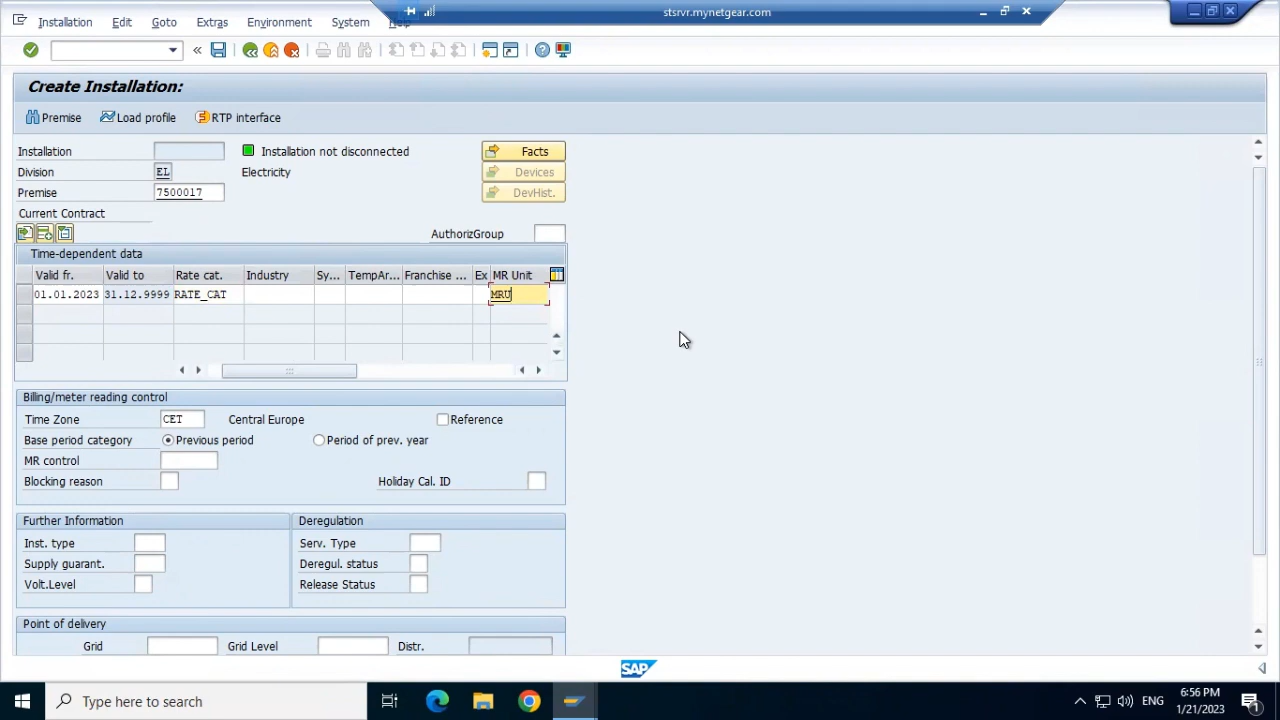 stsrvr.mynetgear.com
Installation Edit Goto Extras Environment System Help
Create Installation:
Premise Load profile RTP interface
Installation Installation not disconnected Facts
Division EL Electricity Devices
Premise 7500017 DevHist.
Current Contract
AuthorizGroup
Time-dependent data
Valid fr. Valid to Rate cat. Industry Sy... TempAr... Franchise ... Ex MR Unit
01.01.2023 31.12.9999 RATE_CAT MRU
Billing/meter reading control
Time Zone CET Central Europe Reference
Base period category Previous period Period of prev. year
MR control
Blocking reason Holiday Cal. ID
Further Information Deregulation
Inst. type Serv. Type
Supply guarant. Deregul. status
Volt.Level Release Status
Point of delivery
Grid Grid Level Distr.
SAP
Type here to search
ENG
6:56 PM
1/21/2023
1